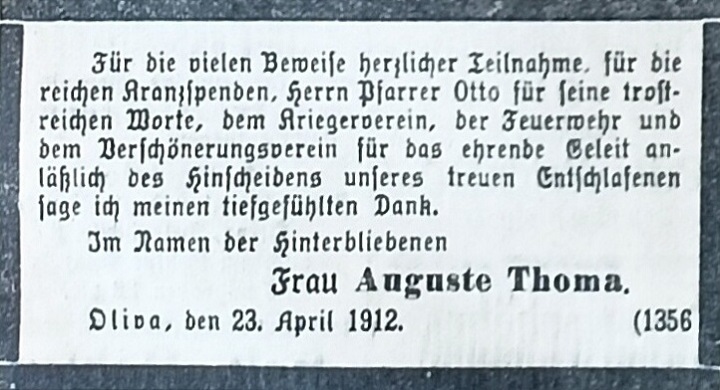 Für die vielen Beweise herzlicher Teilnahme, für die
reichen Kranzspenden, Herrn Pfarrer Otto für seine trost-
reichen Worte, dem Kriegerverein, der Feuerwehr und
dem Verschönerungsverein für das ehrende Geleit an-
läßlich des Hinscheidens unseres treuen Entschlafenen
sage ich meinen tiefgefühlten Dank.
Im Namen der Hinterbliebenen
Frau Auguste Thoma.
Oliva, den 23. April 1912. (1356